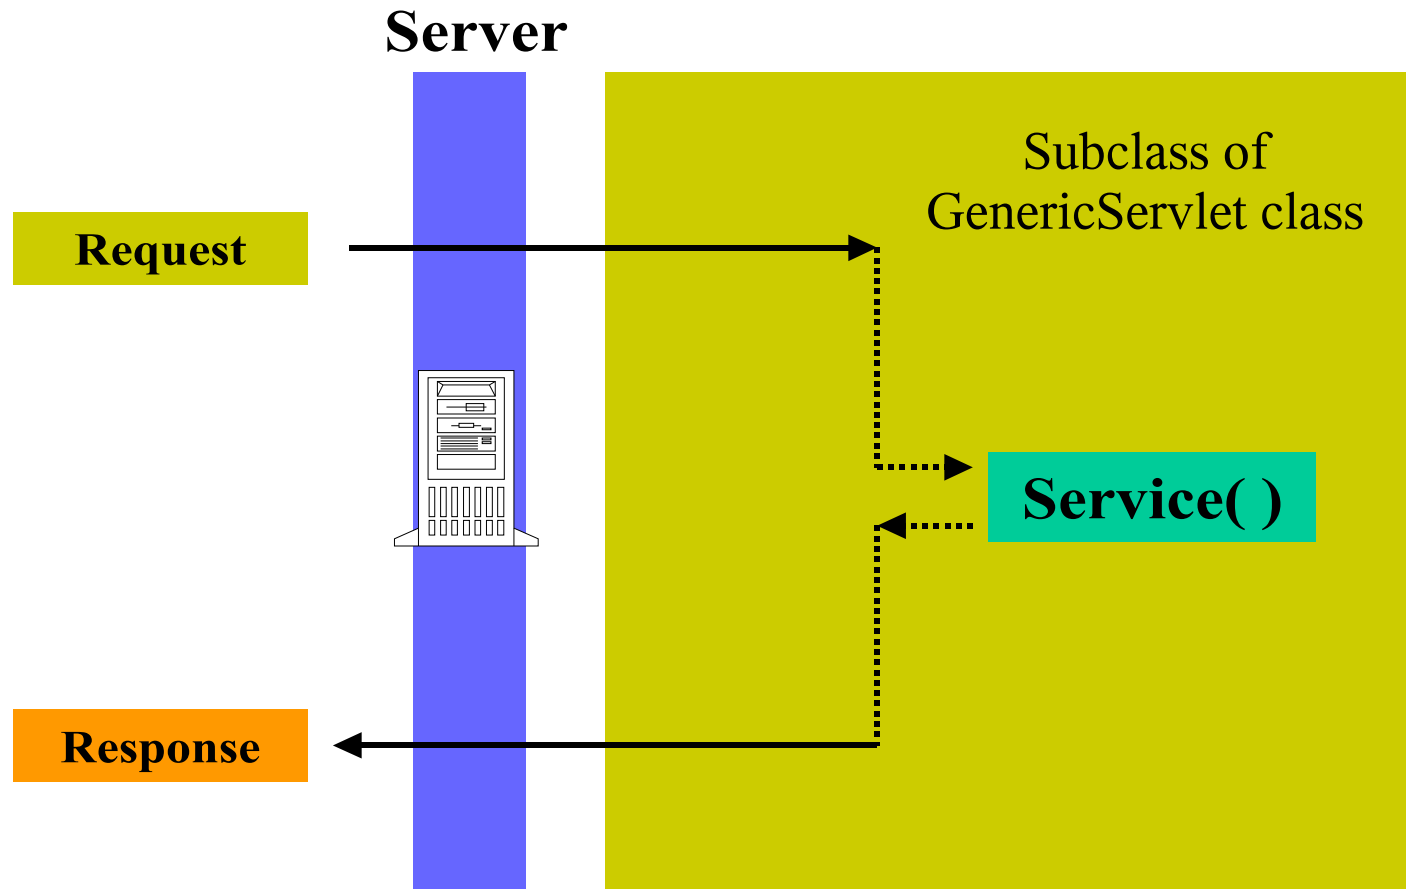 Server
Subclass of
GenericServlet class
Request
Service( )
Response